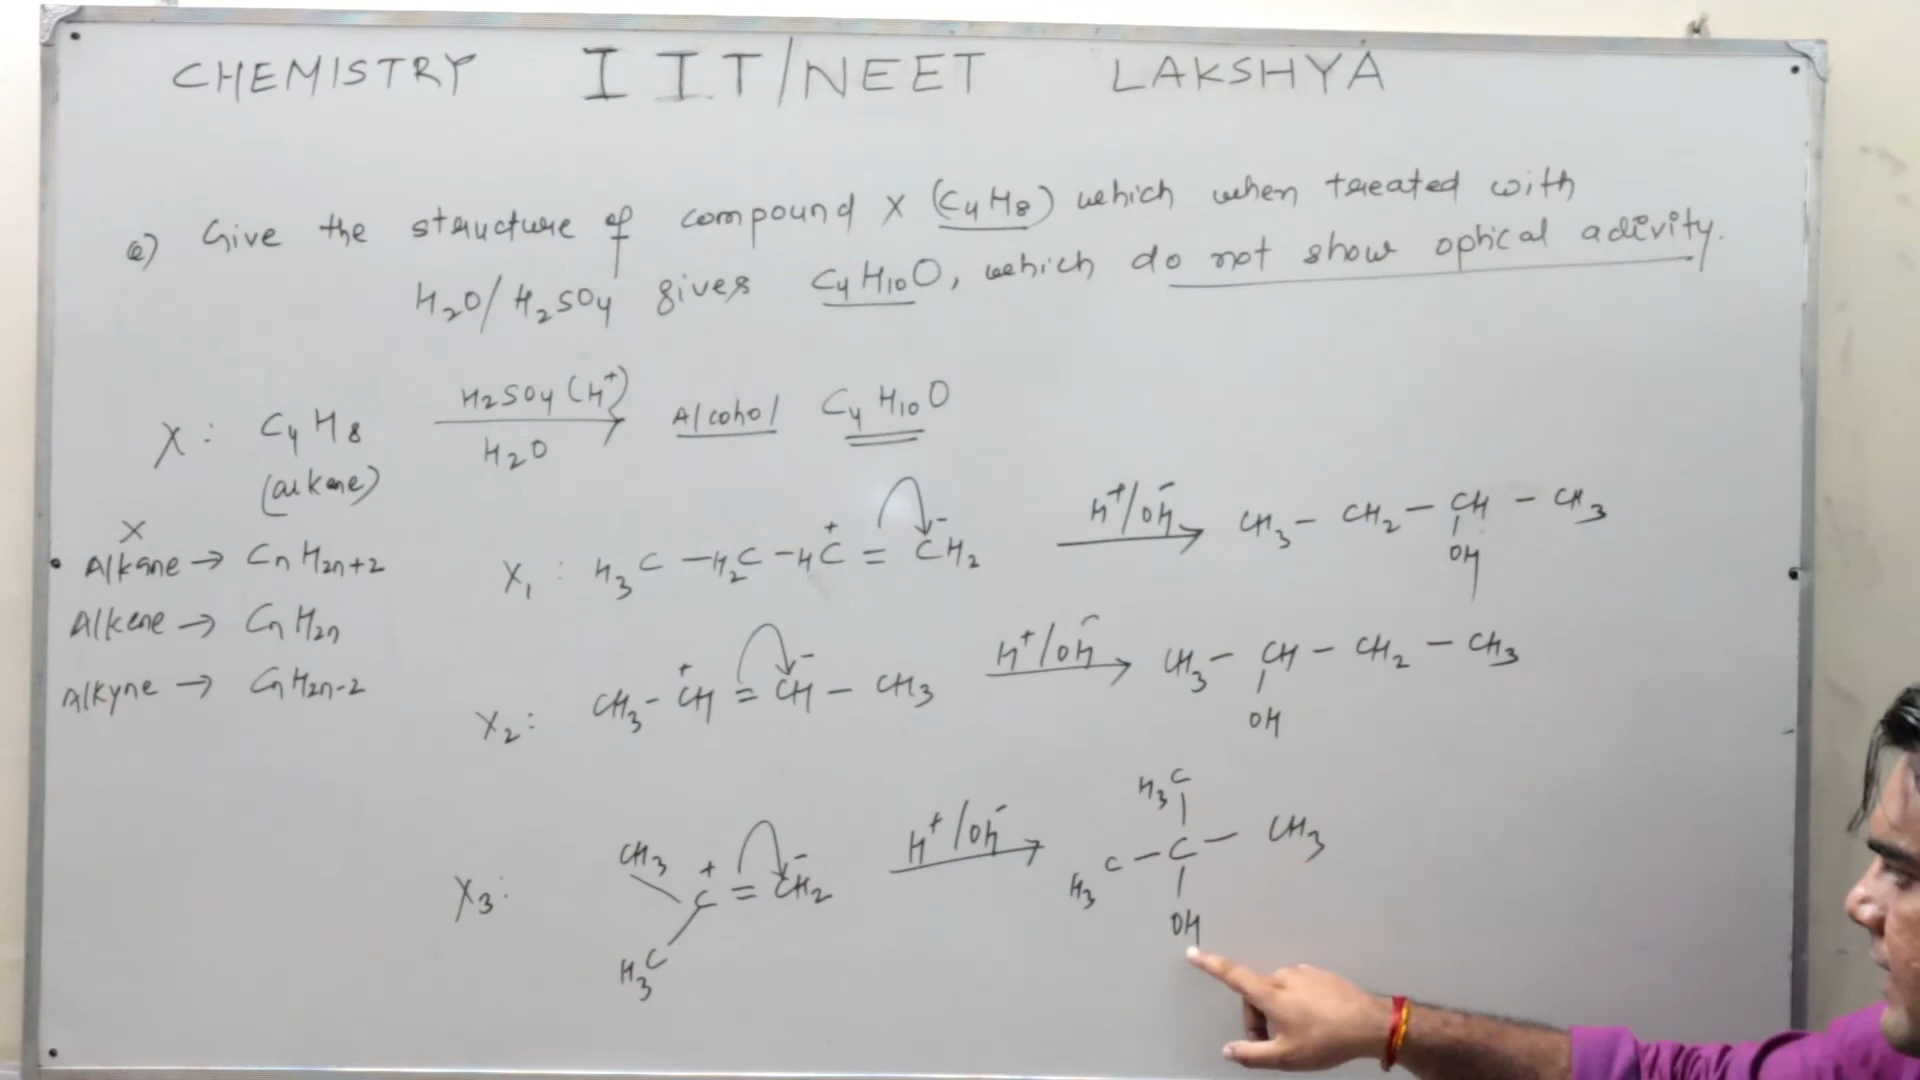 CHEMISTRY IIT/NEET LAKSHYA
Q) Give the structure of compound X (C4H8) which when treated with
H2O/H2SO4 gives C4H10O, which do not show optical activity.
X : C4H8 H2SO4 (H+) H2O → Alcohol C4H10O
(alkene)
X
• Alkane → CnH2n+2
Alkene → CnH2n
Alkyne → CnH2n-2
X1 : H3C - H2C - HC+ = CH2- H+/OH- → CH3 - CH2 - CH - CH3
OH
X2 : CH3 - CH+ = CH- - CH3 H+/OH- → CH3 - CH - CH2 - CH3
OH
X3 : CH3 C+ = CH2- H+/OH- → H3C
H3C - C - CH3
H3C
OH